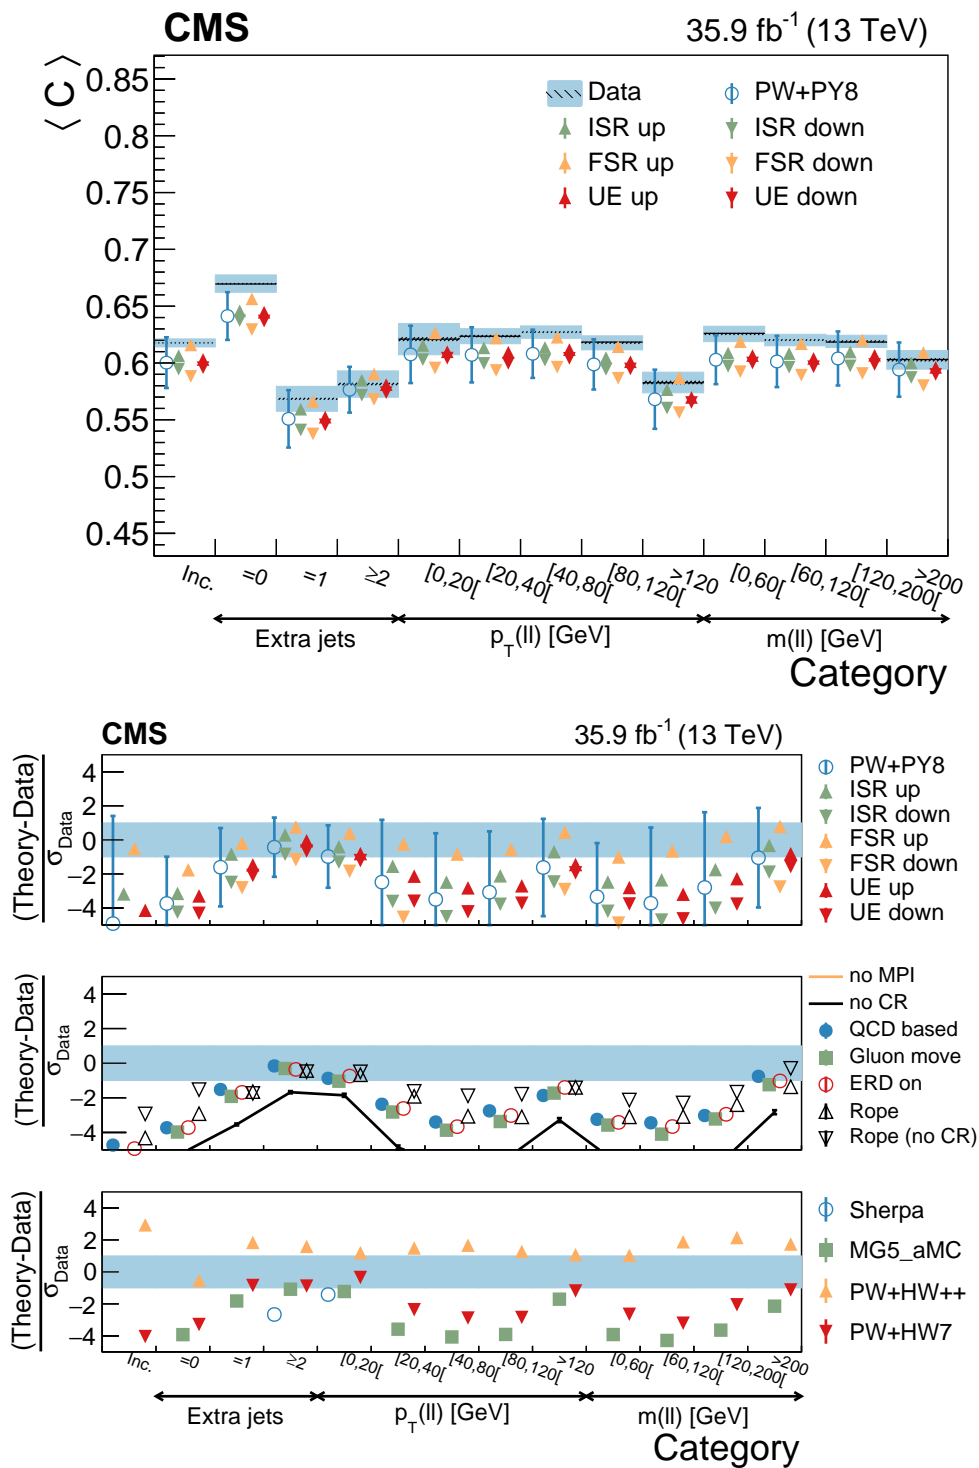 CMS 35.9 fb⁻¹ (13 TeV)
⟨ C ⟩
0.85
0.8
0.75
0.7
0.65
0.6
0.55
0.5
0.45
Data PW+PY8
ISR up ISR down
FSR up FSR down
UE up UE down
Inc. =0 =1 ≥2 [0,20[ [20,40[ [40,80[ [80,120[ >120 [0,60[ [60,120[ [120,200[ >200
Extra jets p_T(ll) [GeV] m(ll) [GeV]
Category
CMS 35.9 fb⁻¹ (13 TeV)
(Theory-Data)
σ_Data
4
2
0
−2
−4
PW+PY8
ISR up
ISR down
FSR up
FSR down
UE up
UE down
(Theory-Data)
σ_Data
4
2
0
−2
−4
no MPI
no CR
QCD based
Gluon move
ERD on
Rope
Rope (no CR)
(Theory-Data)
σ_Data
4
2
0
−2
−4
Sherpa
MG5_aMC
PW+HW++
PW+HW7
Inc. =0 =1 ≥2 [0,20[ [20,40[ [40,80[ [80,120[ >120 [0,60[ [60,120[ [120,200[ >200
Extra jets p_T(ll) [GeV] m(ll) [GeV]
Category